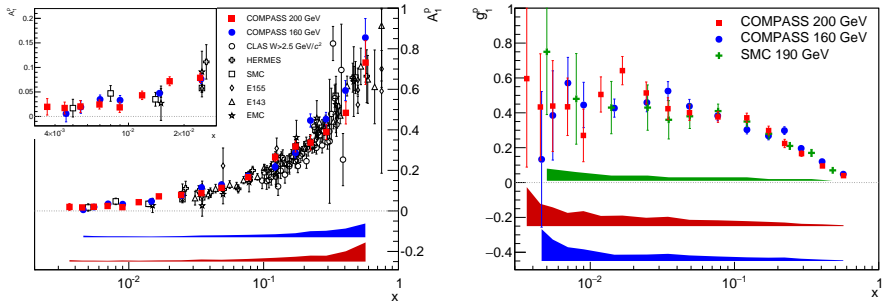 A₁ᵖ
0.2
0.15
0.1
0.05
0
4×10⁻³
10⁻²
2×10⁻²
x
COMPASS 200 GeV
COMPASS 160 GeV
CLAS W>2.5 GeV/c²
HERMES
SMC
E155
E143
EMC
A₁ᵖ
1
0.8
0.6
0.4
0.2
0
−0.2
10⁻²
10⁻¹
1
x
g₁ᵖ
1
0.8
0.6
0.4
0.2
0
−0.2
−0.4
COMPASS 200 GeV
COMPASS 160 GeV
SMC 190 GeV
10⁻²
10⁻¹
1
x